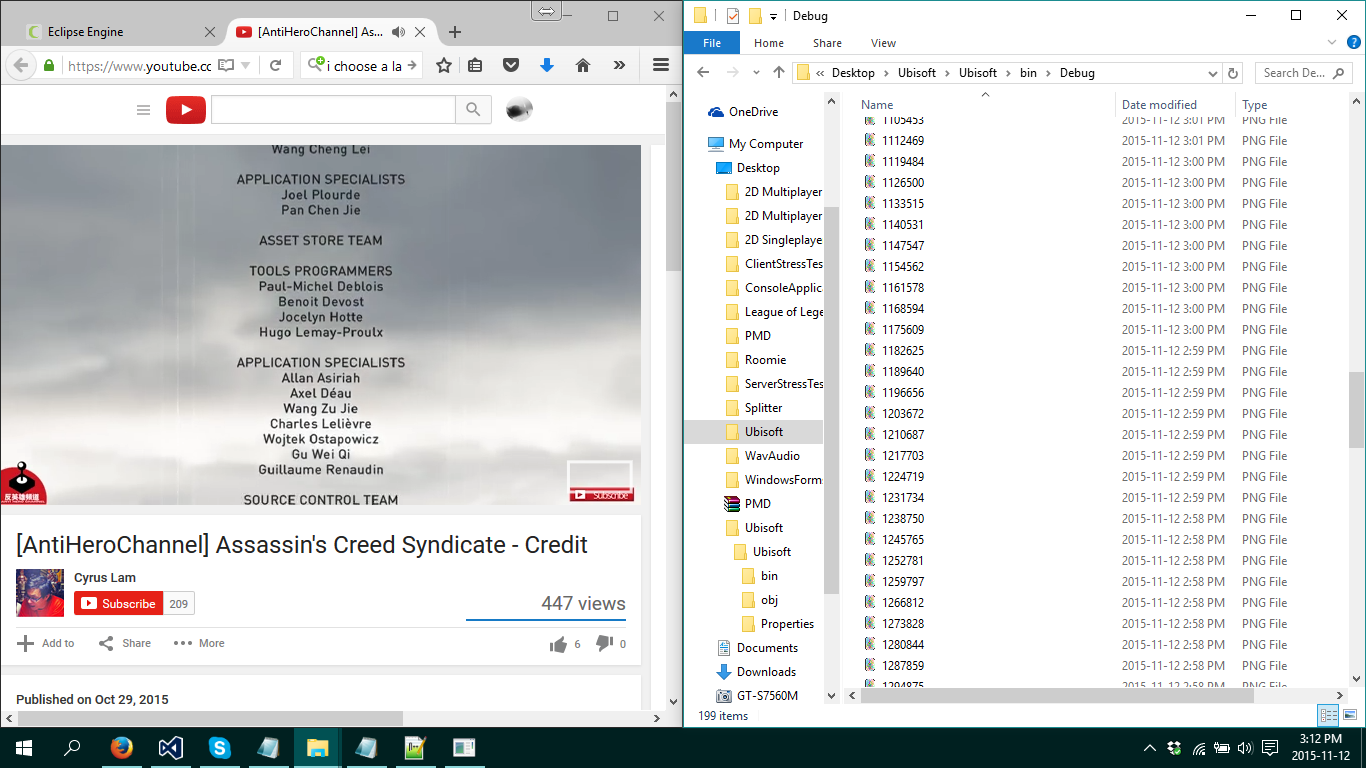 Eclipse Engine
[AntiHeroChannel] As...
https://www.youtube.cc
i choose a la
Wang Cheng Lei
APPLICATION SPECIALISTS
Joel Plourde
Pan Chen Jie
ASSET STORE TEAM
TOOLS PROGRAMMERS
Paul-Michel Deblois
Benoit Devost
Jocelyn Hotte
Hugo Lemay-Proulx
APPLICATION SPECIALISTS
Allan Asiriah
Axel Déau
Wang Zu Jie
Charles Lelièvre
Wojtek Ostapowicz
Gu Wei Qi
Guillaume Renaudin
SOURCE CONTROL TEAM
反英雄頻道
Subscribe
[AntiHeroChannel] Assassin's Creed Syndicate - Credit
Cyrus Lam
Subscribe 209
447 views
Add to Share More 6 0
Published on Oct 29, 2015
Debug
File Home Share View
« Desktop Ubisoft Ubisoft bin Debug
Search De...
OneDrive
My Computer
Desktop
2D Multiplayer
2D Multiplayer
2D Singleplaye
ClientStressTes
ConsoleApplic
League of Lege
PMD
Roomie
ServerStressTes
Splitter
Ubisoft
WavAudio
WindowsForm
PMD
Ubisoft
Ubisoft
bin
obj
Properties
Documents
Downloads
GT-S7560M
Name Date modified Type
1105453 2015-11-12 3:01 PM PNG File
1112469 2015-11-12 3:01 PM PNG File
1119484 2015-11-12 3:00 PM PNG File
1126500 2015-11-12 3:00 PM PNG File
1133515 2015-11-12 3:00 PM PNG File
1140531 2015-11-12 3:00 PM PNG File
1147547 2015-11-12 3:00 PM PNG File
1154562 2015-11-12 3:00 PM PNG File
1161578 2015-11-12 3:00 PM PNG File
1168594 2015-11-12 3:00 PM PNG File
1175609 2015-11-12 3:00 PM PNG File
1182625 2015-11-12 2:59 PM PNG File
1189640 2015-11-12 2:59 PM PNG File
1196656 2015-11-12 2:59 PM PNG File
1203672 2015-11-12 2:59 PM PNG File
1210687 2015-11-12 2:59 PM PNG File
1217703 2015-11-12 2:59 PM PNG File
1224719 2015-11-12 2:59 PM PNG File
1231734 2015-11-12 2:59 PM PNG File
1238750 2015-11-12 2:58 PM PNG File
1245765 2015-11-12 2:58 PM PNG File
1252781 2015-11-12 2:58 PM PNG File
1259797 2015-11-12 2:58 PM PNG File
1266812 2015-11-12 2:58 PM PNG File
1273828 2015-11-12 2:58 PM PNG File
1280844 2015-11-12 2:58 PM PNG File
1287859 2015-11-12 2:58 PM PNG File
1294875 2015-11-12 2:58 PM PNG File
199 items
3:12 PM
2015-11-12